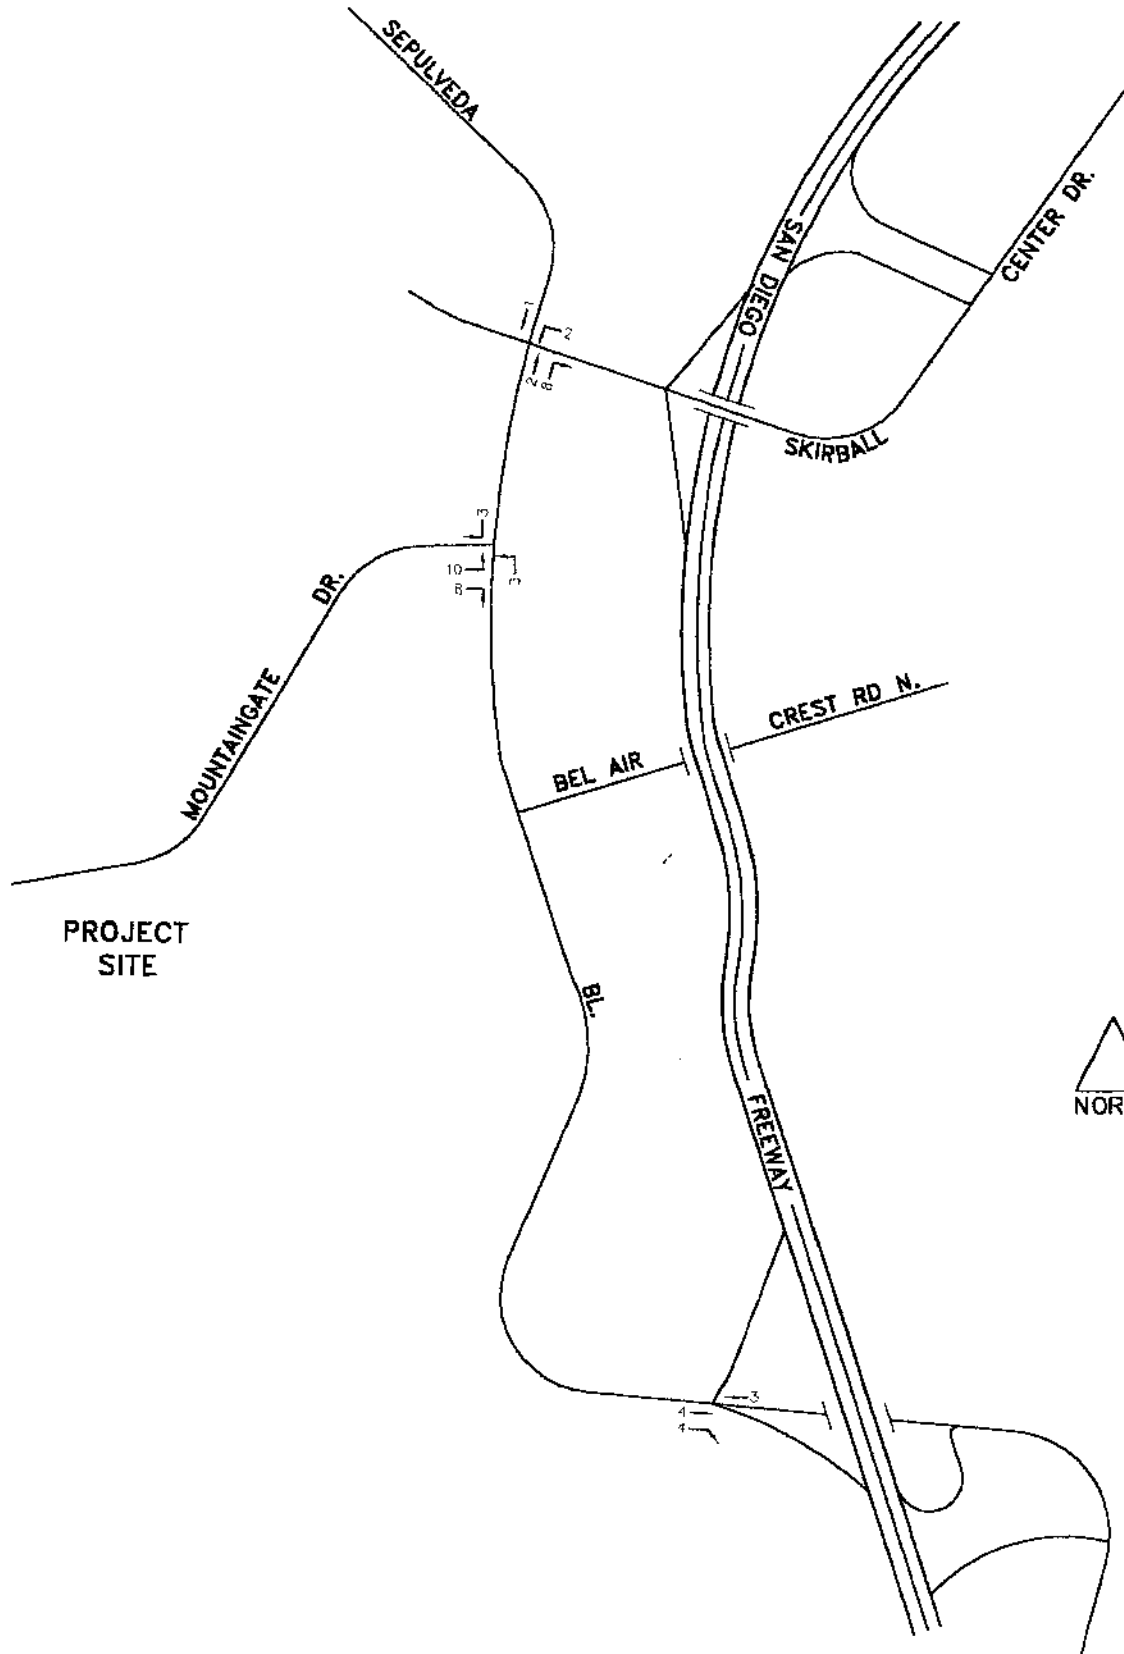 SEPULVEDA
SAN DIEGO
CENTER DR.
1
2
2
8
SKIRBALL
3
10
8
3
MOUNTAINGATE DR.
CREST RD N.
BEL AIR
PROJECT
SITE
BL.
NOR
FREEWAY
3
4
4